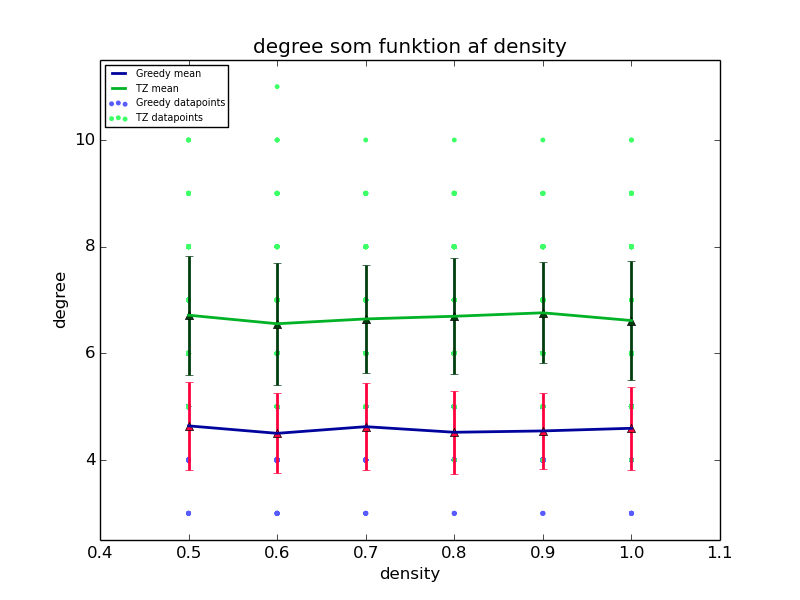 degree som funktion af density
Greedy mean
TZ mean
Greedy datapoints
TZ datapoints
10
8
6
4
degree
0.4 0.5 0.6 0.7 0.8 0.9 1.0 1.1
density